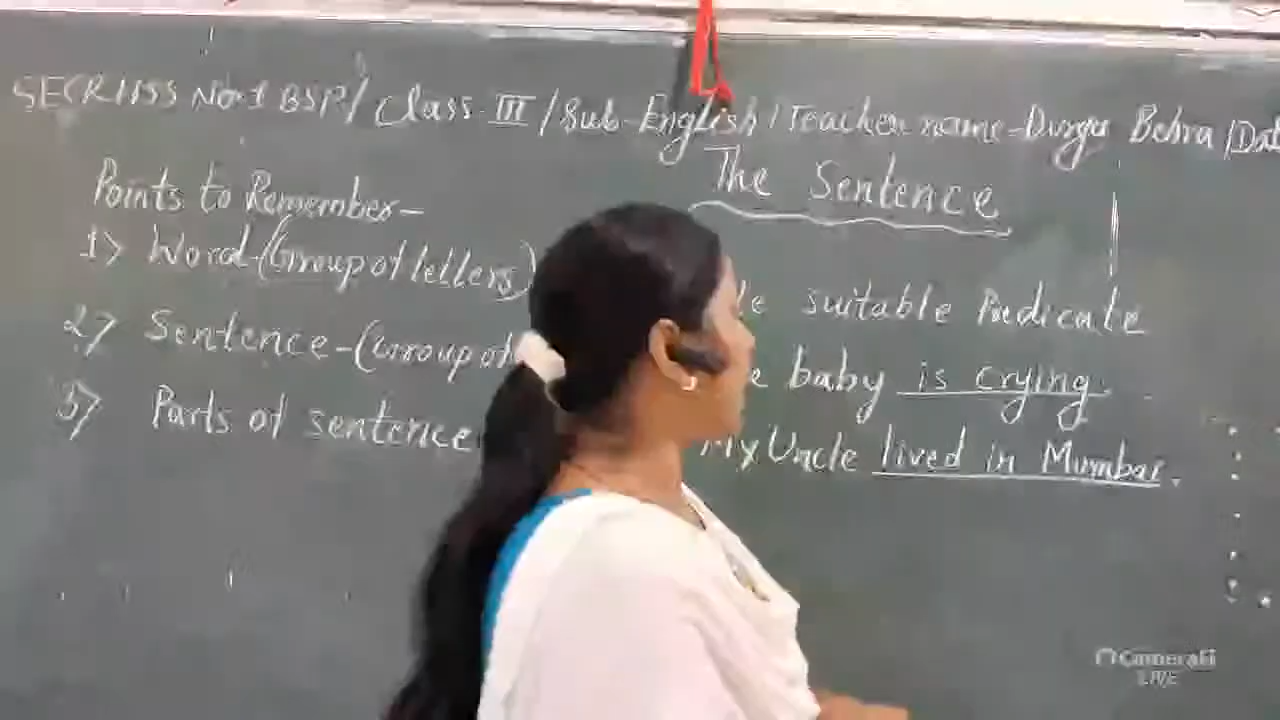 SECRHSS No.1 BSP / Class-III / Sub-English / Teacher name-Durga Behra / Dat
The Sentence
Points to Remember-
1) Word-(Group of letters)
2) Sentence-(Group of
3) Parts of sentence
suitable Predicate
baby is crying.
My Uncle lived in Mumbai.
CameraFi
LIVE